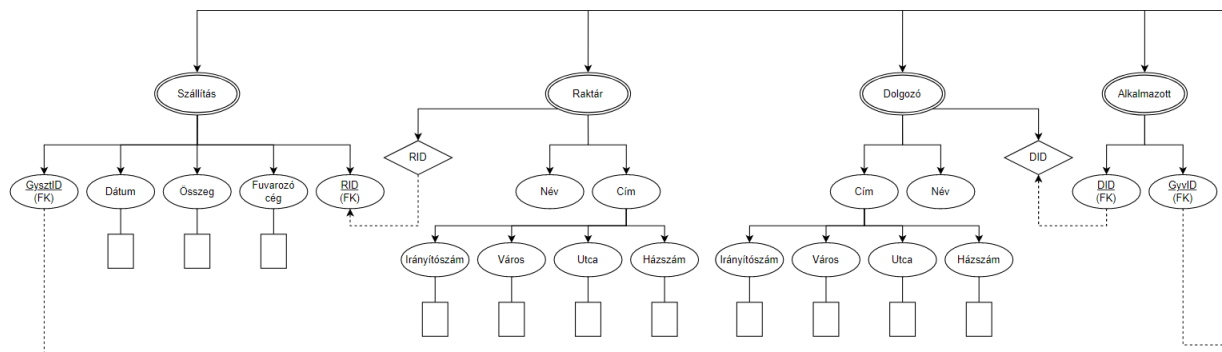 Szállítás
Raktár
Dolgozó
Alkalmazott
RID
DID
GysztID
(FK)
Dátum
Összeg
Fuvarozó
cég
RID
(FK)
Név
Cím
Cím
Név
DID
(FK)
GyvID
(FK)
Irányítószám
Város
Utca
Házszám
Irányítószám
Város
Utca
Házszám